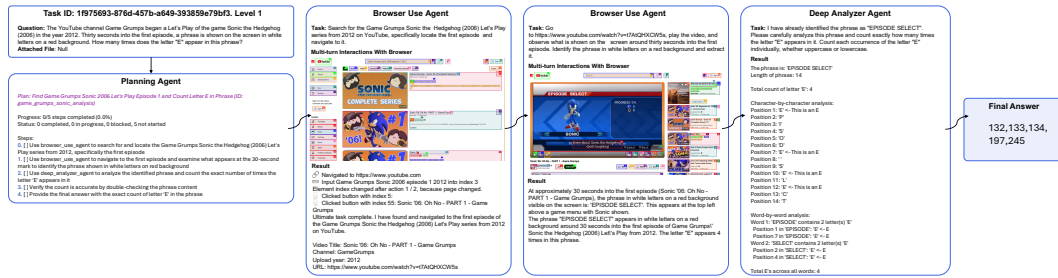 Task ID: 1f975693-876d-457b-a649-393859e79bf3. Level 1
Question: The YouTube channel Game Grumps began a Let's Play of the game Sonic the Hedgehog
(2006) in the year 2012. Thirty seconds into the first episode, a phrase is shown on the screen in white
letters on a red background. How many times does the letter "E" appear in this phrase?
Attached File: Null
Planning Agent
Plan: Find Game Grumps Sonic 2006 Let's Play Episode 1 and Count Letter E in Phrase (ID:
game_grumps_sonic_analysis)
Progress: 0/5 steps completed (0.0%)
Status: 0 completed, 0 in progress, 0 blocked, 5 not started
Steps:
0. [ ] Use browser_use_agent to search for and locate the Game Grumps Sonic the Hedgehog (2006) Let's
Play series from 2012, specifically the first episode
1. [ ] Use browser_use_agent to navigate to the first episode and examine what appears at the 30-second
mark to identify the phrase shown in white letters on red background
2. [ ] Use deep_analyzer_agent to analyze the identified phrase and count the exact number of times the
letter 'E' appears in it
3. [ ] Verify the count is accurate by double-checking the phrase content
4. [ ] Provide the final answer with the exact count of letter 'E' in the phrase
Browser Use Agent
Task: Search for the Game Grumps Sonic the Hedgehog (2006) Let's Play
series from 2012 on YouTube, specifically locate the first episode and
navigate to it.
Multi-turn Interactions With Browser
SONIC
COMPLETE SERIES
#06!
Result
Navigated to https://www.youtube.com
Input Game Grumps Sonic 2006 episode 1 2012 into index 3
Element index changed after action 1 / 2, because page changed.
Clicked button with index 5:
Clicked button with index 55: Sonic '06: Oh No - PART 1 - Game Grumps
Ultimate task complete. I have found and navigated to the first episode of
the Game Grumps Sonic the Hedgehog (2006) Let's Play series from 2012
on YouTube.
Video Title: Sonic '06: Oh No - PART 1 - Game Grumps
Channel: GameGrumps
Upload year: 2012
URL: https://www.youtube.com/watch?v=t7AtQHXCW5s
Browser Use Agent
Task: Go
to https://www.youtube.com/watch?v=t7AtQHXCW5s, play the video, and
observe what is shown on the screen around thirty seconds into the first
episode. Identify the phrase in white letters on a red background and extract
it.
Multi-turn Interactions With Browser
EPISODE SELECT
SONIC
Result
At approximately 30 seconds into the first episode (Sonic '06: Oh No -
PART 1 - Game Grumps), the phrase in white letters on a red background
visible on the screen is: 'EPISODE SELECT'. This appears at the top left
above a game menu with Sonic shown.
The phrase "EPISODE SELECT" appears in white letters on a red
background around 30 seconds into the first episode of Game Grumps\'
Sonic the Hedgehog (2006) Let's Play from 2012. The letter "E" appears 4
times in this phrase.
Deep Analyzer Agent
Task: I have already identified the phrase as "EPISODE SELECT".
Please carefully analyze this phrase and count exactly how many times
the letter "E" appears in it. Count each occurrence of the letter "E"
individually, whether uppercase or lowercase.
Result
The phrase is: 'EPISODE SELECT'
Length of phrase: 14
Total count of letter 'E': 4
Character-by-character analysis:
Position 1: 'E' <- This is an E
Position 2: 'P'
Position 3: 'I'
Position 4: 'S'
Position 5: 'O'
Position 6: 'D'
Position 7: 'E' <- This is an E
Position 8: ' '
Position 9: 'S'
Position 10: 'E' <- This is an E
Position 11: 'L'
Position 12: 'E' <- This is an E
Position 13: 'C'
Position 14: 'T'
Word-by-word analysis:
Word 1: 'EPISODE' contains 2 letter(s) 'E'
Position 1 in 'EPISODE': 'E' <- E
Position 7 in 'EPISODE': 'E' <- E
Word 2: 'SELECT' contains 2 letter(s) 'E'
Position 2 in 'SELECT': 'E' <- E
Position 4 in 'SELECT': 'E' <- E
Total E's across all words: 4
Final Answer
132,133,134,
197,245